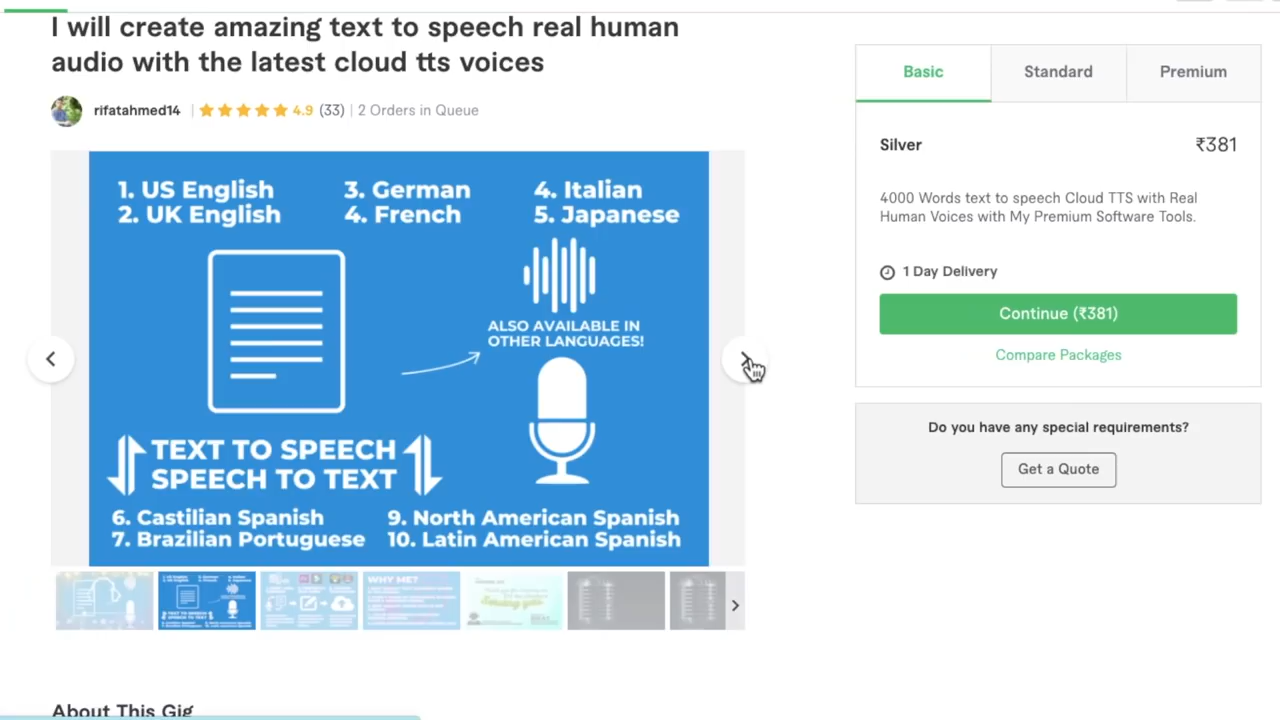 I will create amazing text to speech real human
audio with the latest cloud tts voices
rifatahmed14 | 4.9 (33) | 2 Orders in Queue
1. US English
2. UK English
3. German
4. French
4. Italian
5. Japanese
ALSO AVAILABLE IN
OTHER LANGUAGES!
TEXT TO SPEECH
SPEECH TO TEXT
6. Castilian Spanish
7. Brazilian Portuguese
9. North American Spanish
10. Latin American Spanish
WHY ME?
About This Gig
Basic
Standard
Premium
Silver
₹381
4000 Words text to speech Cloud TTS with Real
Human Voices with My Premium Software Tools.
1 Day Delivery
Continue (₹381)
Compare Packages
Do you have any special requirements?
Get a Quote